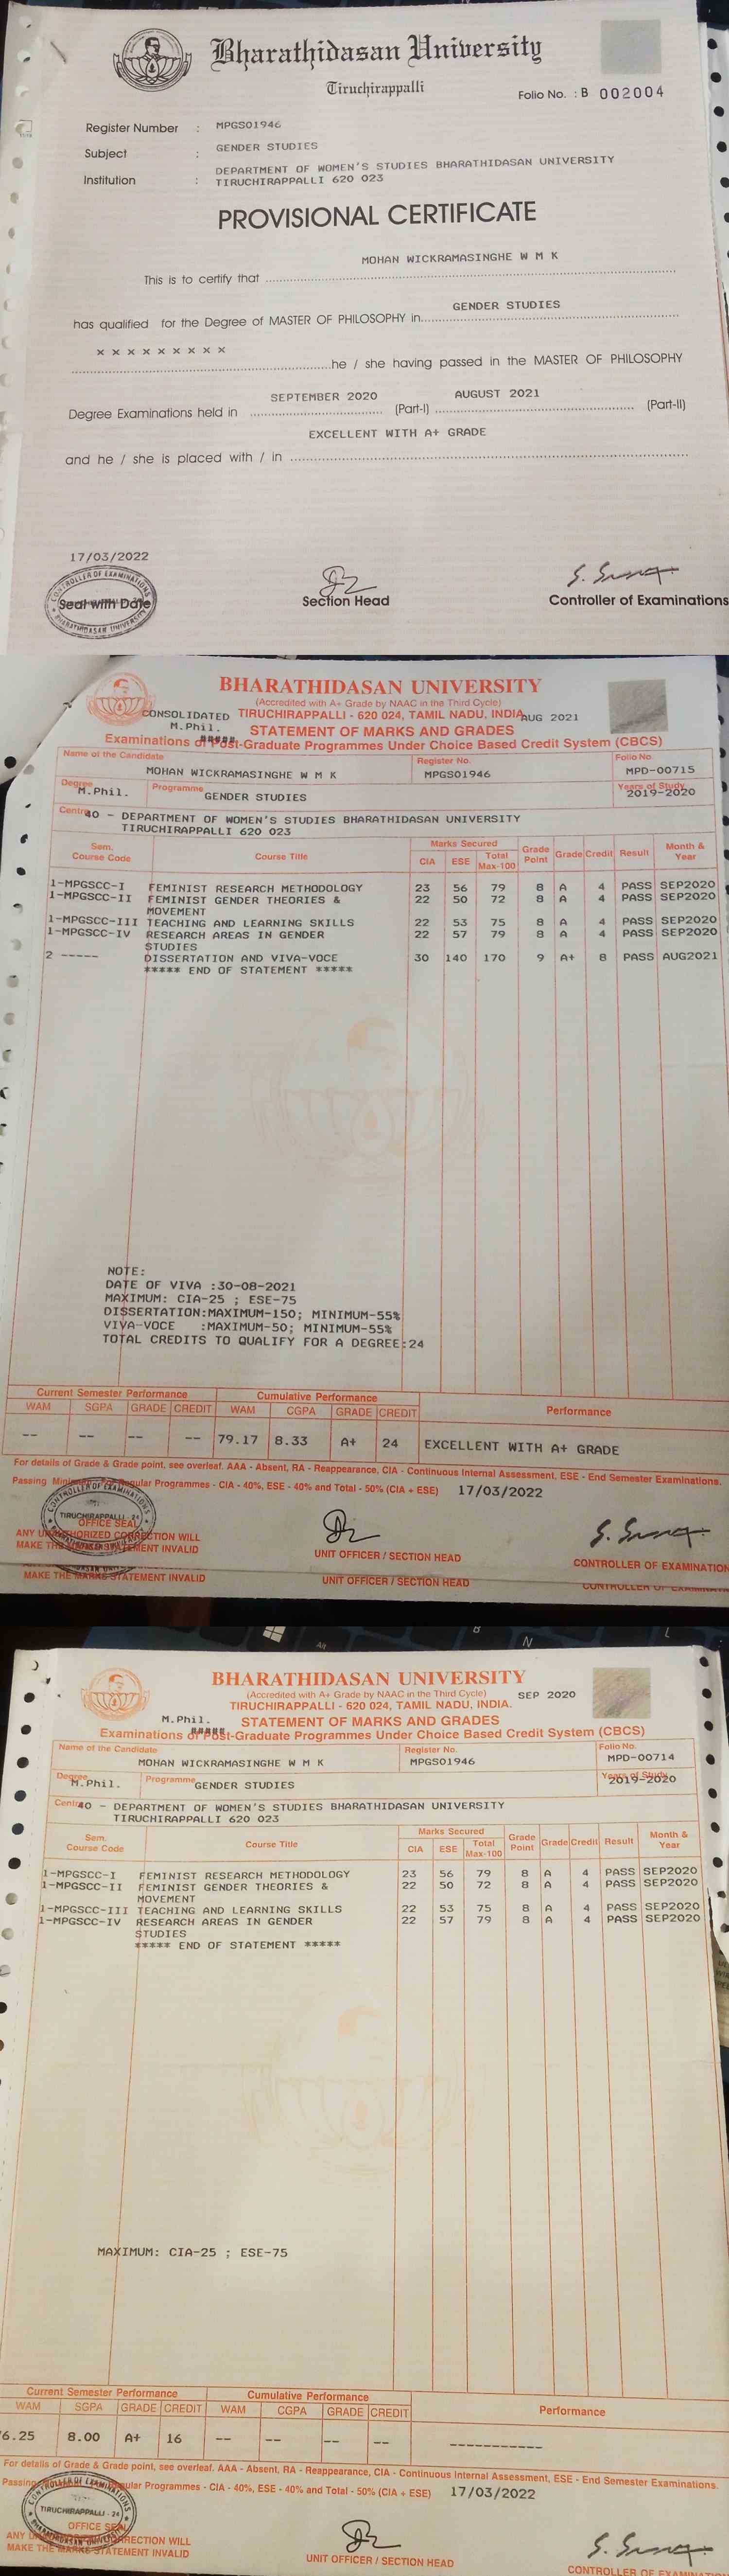 Bharathidasan University
Tiruchirappalli
Folio No. : B 002004
Register Number : MPGS01946
Subject : GENDER STUDIES
Institution : DEPARTMENT OF WOMEN'S STUDIES BHARATHIDASAN UNIVERSITY
TIRUCHIRAPPALLI 620 023
PROVISIONAL CERTIFICATE
MOHAN WICKRAMASINGHE W M K
This is to certify that
GENDER STUDIES
has qualified for the Degree of MASTER OF PHILOSOPHY in
× × × × × × × × ×
he / she having passed in the MASTER OF PHILOSOPHY
SEPTEMBER 2020 AUGUST 2021
Degree Examinations held in (Part-I) (Part-II)
EXCELLENT WITH A+ GRADE
and he / she is placed with / in
17/03/2022
CONTROLLER OF EXAMINATIONS
Seal with Date Section Head Controller of Examinations
BHARATHIDASAN UNIVERSITY
(Accredited with A+ Grade by NAAC in the Third Cycle)
CONSOLIDATED TIRUCHIRAPPALLI - 620 024, TAMIL NADU, INDIA AUG 2021
M.Phil. STATEMENT OF MARKS AND GRADES
Examinations of Post-Graduate Programmes Under Choice Based Credit System (CBCS)
Name of the Candidate Register No. Folio No.
MOHAN WICKRAMASINGHE W M K MPGS01946 MPD-00715
Degree Programme Years of Study
M.Phil. GENDER STUDIES 2019-2020
Centre 40 - DEPARTMENT OF WOMEN'S STUDIES BHARATHIDASAN UNIVERSITY
TIRUCHIRAPPALLI 620 023
Sem. Course Code Course Title Marks Secured CIA ESE Total Max-100 Grade Point Grade Credit Result Month & Year
1-MPGSCC-I FEMINIST RESEARCH METHODOLOGY 23 56 79 8 A 4 PASS SEP2020
1-MPGSCC-II FEMINIST GENDER THEORIES & 22 50 72 8 A 4 PASS SEP2020
MOVEMENT
1-MPGSCC-III TEACHING AND LEARNING SKILLS 22 53 75 8 A 4 PASS SEP2020
1-MPGSCC-IV RESEARCH AREAS IN GENDER 22 57 79 8 A 4 PASS SEP2020
STUDIES
2 ----- DISSERTATION AND VIVA-VOCE 30 140 170 9 A+ 8 PASS AUG2021
***** END OF STATEMENT *****
NOTE:
DATE OF VIVA :30-08-2021
MAXIMUM: CIA-25 ; ESE-75
DISSERTATION:MAXIMUM-150; MINIMUM-55%
VIVA-VOCE :MAXIMUM-50; MINIMUM-55%
TOTAL CREDITS TO QUALIFY FOR A DEGREE:24
Current Semester Performance Cumulative Performance
WAM SGPA GRADE CREDIT WAM CGPA GRADE CREDIT Performance
-- -- -- -- 79.17 8.33 A+ 24 EXCELLENT WITH A+ GRADE
For details of Grade & Grade point, see overleaf. AAA - Absent, RA - Reappearance, CIA - Continuous Internal Assessment, ESE - End Semester Examinations.
Passing Regular Programmes - CIA - 40%, ESE - 40% and Total - 50% (CIA + ESE) 17/03/2022
CONTROLLER OF EXAMINATIONS
TIRUCHIRAPPALLI - 24
OFFICE SEAL
ANY UNAUTHORIZED CORRECTION WILL
MAKE THE STATEMENT INVALID
UNIT OFFICER / SECTION HEAD CONTROLLER OF EXAMINATION
MAKE THE MARKS STATEMENT INVALID UNIT OFFICER / SECTION HEAD
Alt B N L
BHARATHIDASAN UNIVERSITY
(Accredited with A+ Grade by NAAC in the Third Cycle) SEP 2020
TIRUCHIRAPPALLI - 620 024, TAMIL NADU, INDIA.
M.Phil. STATEMENT OF MARKS AND GRADES
Examinations of Post-Graduate Programmes Under Choice Based Credit System (CBCS)
Name of the Candidate Register No. Folio No.
MOHAN WICKRAMASINGHE W M K MPGS01946 MPD-00714
Degree Programme Years of Study
M.Phil. GENDER STUDIES 2019-2020
Centre 40 - DEPARTMENT OF WOMEN'S STUDIES BHARATHIDASAN UNIVERSITY
TIRUCHIRAPPALLI 620 023
Sem. Course Code Course Title Marks Secured CIA ESE Total Max-100 Grade Point Grade Credit Result Month & Year
1-MPGSCC-I FEMINIST RESEARCH METHODOLOGY 23 56 79 8 A 4 PASS SEP2020
1-MPGSCC-II FEMINIST GENDER THEORIES & 22 50 72 8 A 4 PASS SEP2020
MOVEMENT
1-MPGSCC-III TEACHING AND LEARNING SKILLS 22 53 75 8 A 4 PASS SEP2020
1-MPGSCC-IV RESEARCH AREAS IN GENDER 22 57 79 8 A 4 PASS SEP2020
STUDIES
***** END OF STATEMENT *****
MAXIMUM: CIA-25 ; ESE-75
Current Semester Performance Cumulative Performance
WAM SGPA GRADE CREDIT WAM CGPA GRADE CREDIT Performance
6.25 8.00 A+ 16 -- -- -- -- -----------
For details of Grade & Grade point, see overleaf. AAA - Absent, RA - Reappearance, CIA - Continuous Internal Assessment, ESE - End Semester Examinations.
Passing Regular Programmes - CIA - 40%, ESE - 40% and Total - 50% (CIA + ESE) 17/03/2022
TIRUCHIRAPPALLI - 24
OFFICE SEAL
ANY CORRECTION WILL
MAKE THE MARKS STATEMENT INVALID
UNIT OFFICER / SECTION HEAD CONTROLLER OF EXAMINATION